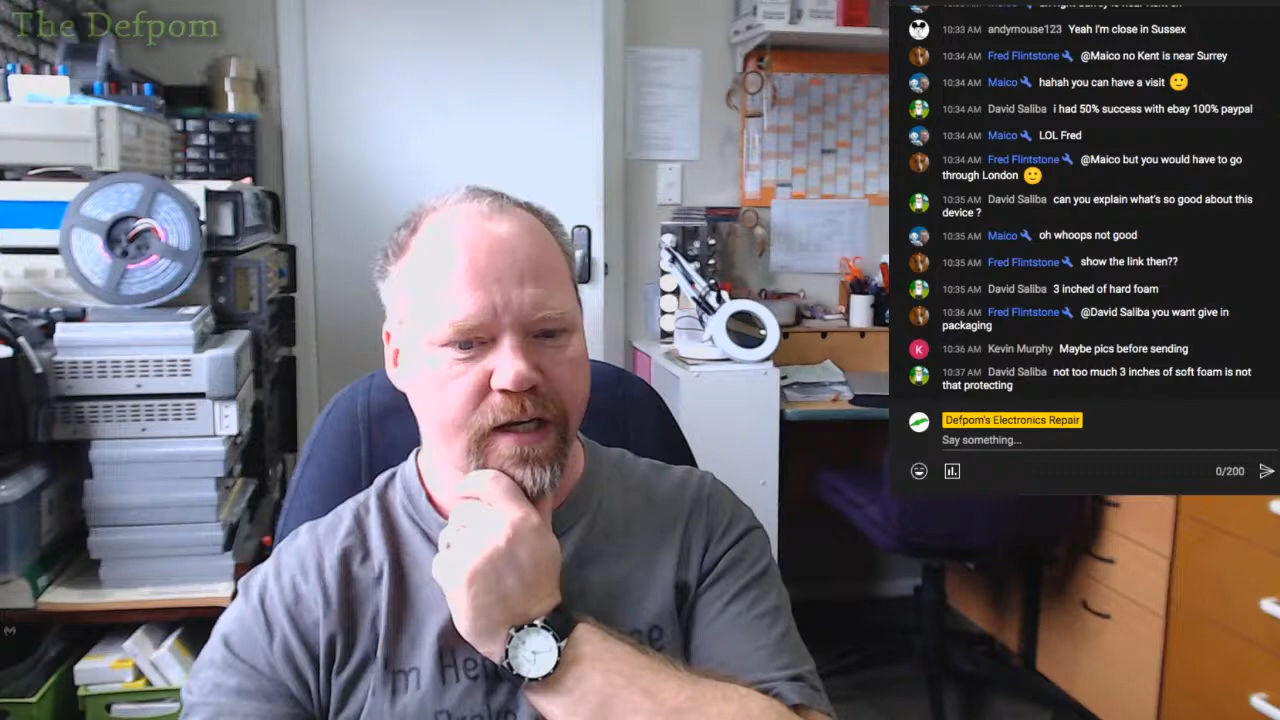 The Defpom
10:33 AM andymouse123 Yeah I'm close in Sussex
10:34 AM Fred Flintstone @Maico no Kent is near Surrey
10:34 AM Maico hahah you can have a visit 🙂
10:34 AM David Saliba i had 50% success with ebay 100% paypal
10:34 AM Maico LOL Fred
10:34 AM Fred Flintstone @Maico but you would have to go
through London 🙂
10:35 AM David Saliba can you explain what's so good about this
device ?
10:35 AM Maico oh whoops not good
10:35 AM Fred Flintstone show the link then??
10:35 AM David Saliba 3 inched of hard foam
10:36 AM Fred Flintstone @David Saliba you want give in
packaging
K 10:36 AM Kevin Murphy Maybe pics before sending
10:37 AM David Saliba not too much 3 inches of soft foam is not
that protecting
Defpom's Electronics Repair
Say something...
0/200
I'm